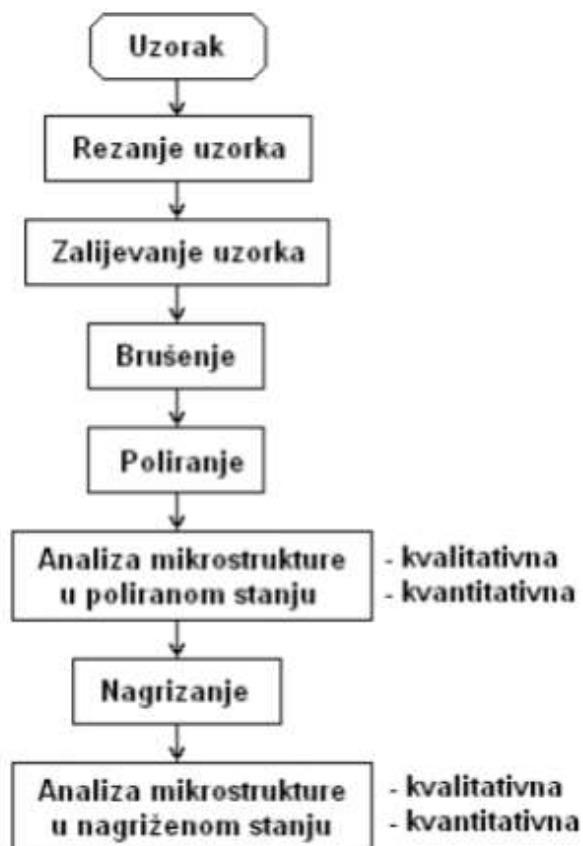 Uzorak
Rezanje uzorka
Zalijevanje uzorka
Brušenje
Poliranje
Analiza mikrostrukture
u poliranom stanju
- kvalitativna
- kvantitativna
Nagrizanje
Analiza mikrostrukture
u nagriženom stanju
- kvalitativna
- kvantitativna